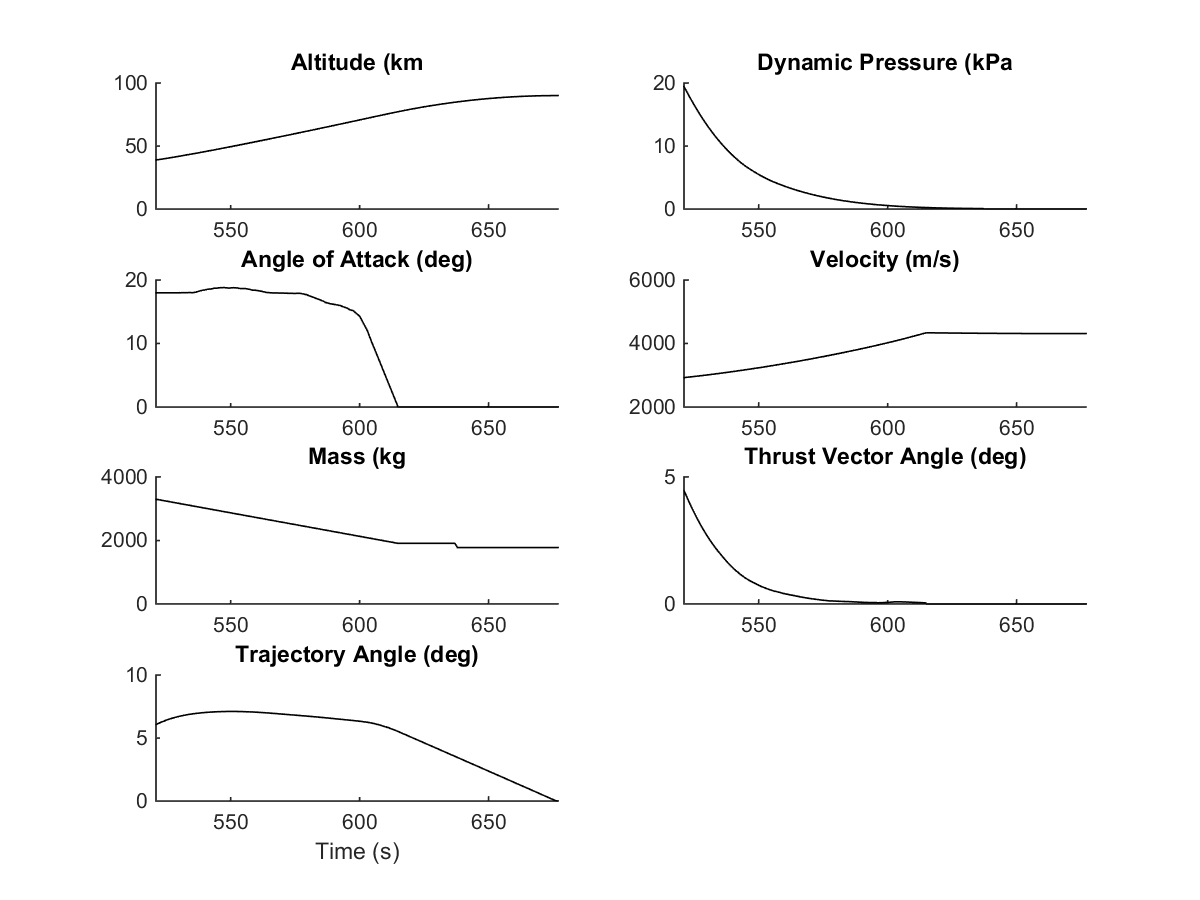 Altitude (km
100
50
0
550 600 650
Dynamic Pressure (kPa
20
10
0
550 600 650
Angle of Attack (deg)
20
10
0
550 600 650
Velocity (m/s)
6000
4000
2000
550 600 650
Mass (kg
4000
2000
0
550 600 650
Thrust Vector Angle (deg)
5
0
550 600 650
Trajectory Angle (deg)
10
5
0
550 600 650
Time (s)